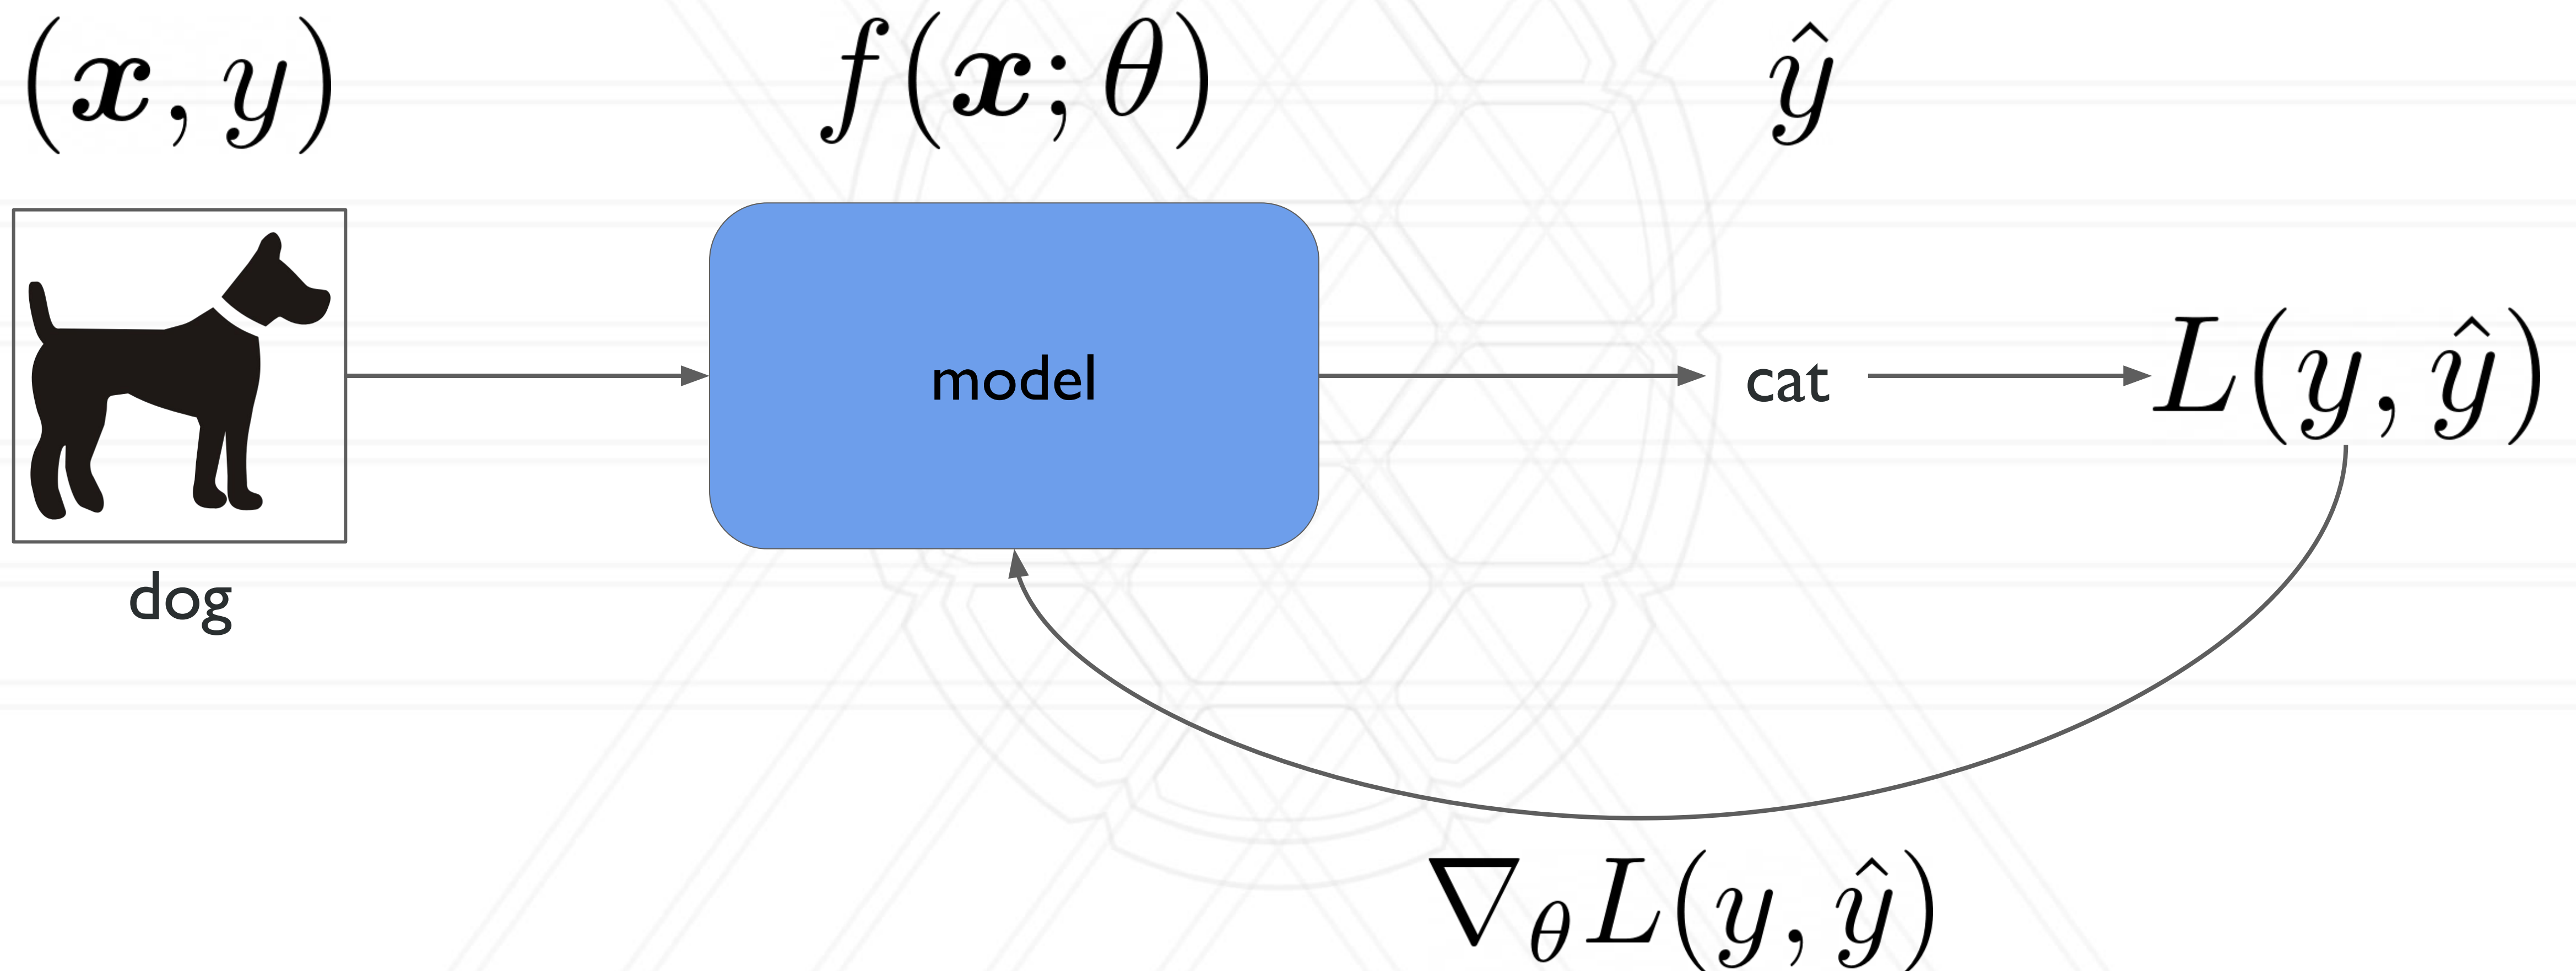 (x, y) f(x; θ) ŷ
model
cat L(y, ŷ)
dog
∇θL(y, ŷ)